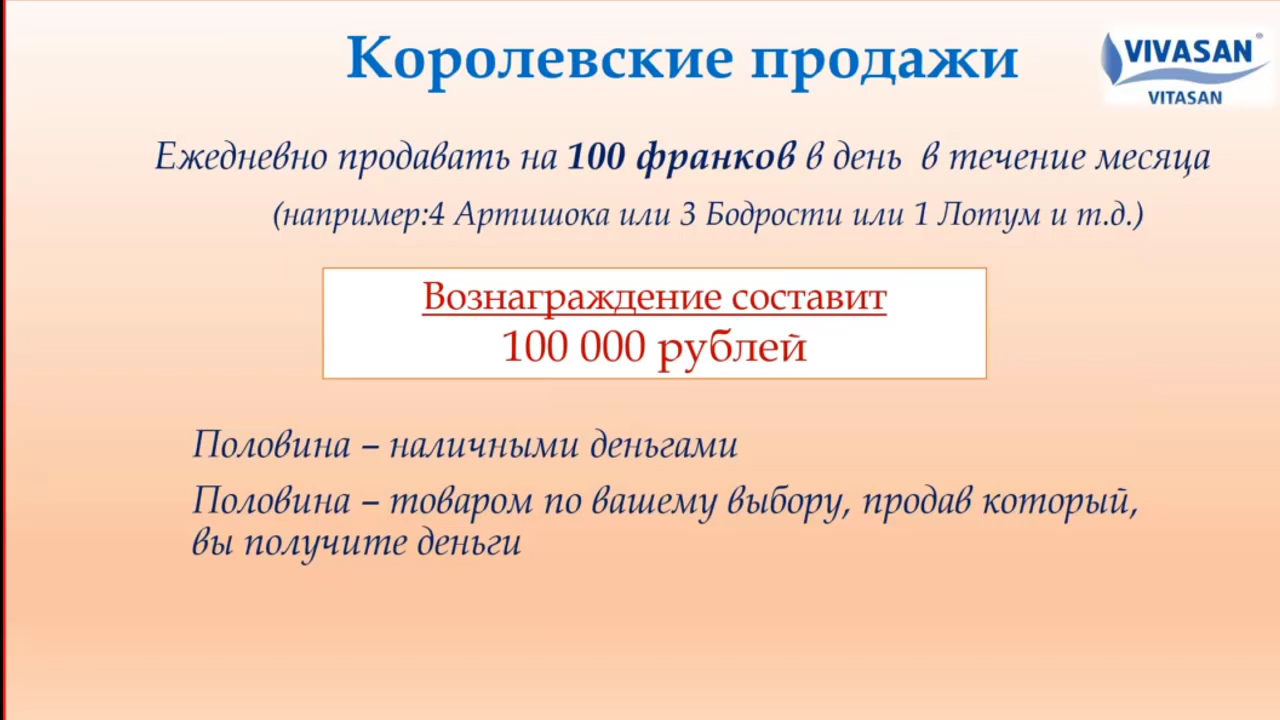 Королевские продажи
VIVASAN®
VITASAN
Ежедневно продавать на 100 франков в день в течение месяца
(например:4 Артишока или 3 Бодрости или 1 Лотум и т.д.)
Вознаграждение составит
100 000 рублей
Половина – наличными деньгами
Половина – товаром по вашему выбору, продав который,
вы получите деньги